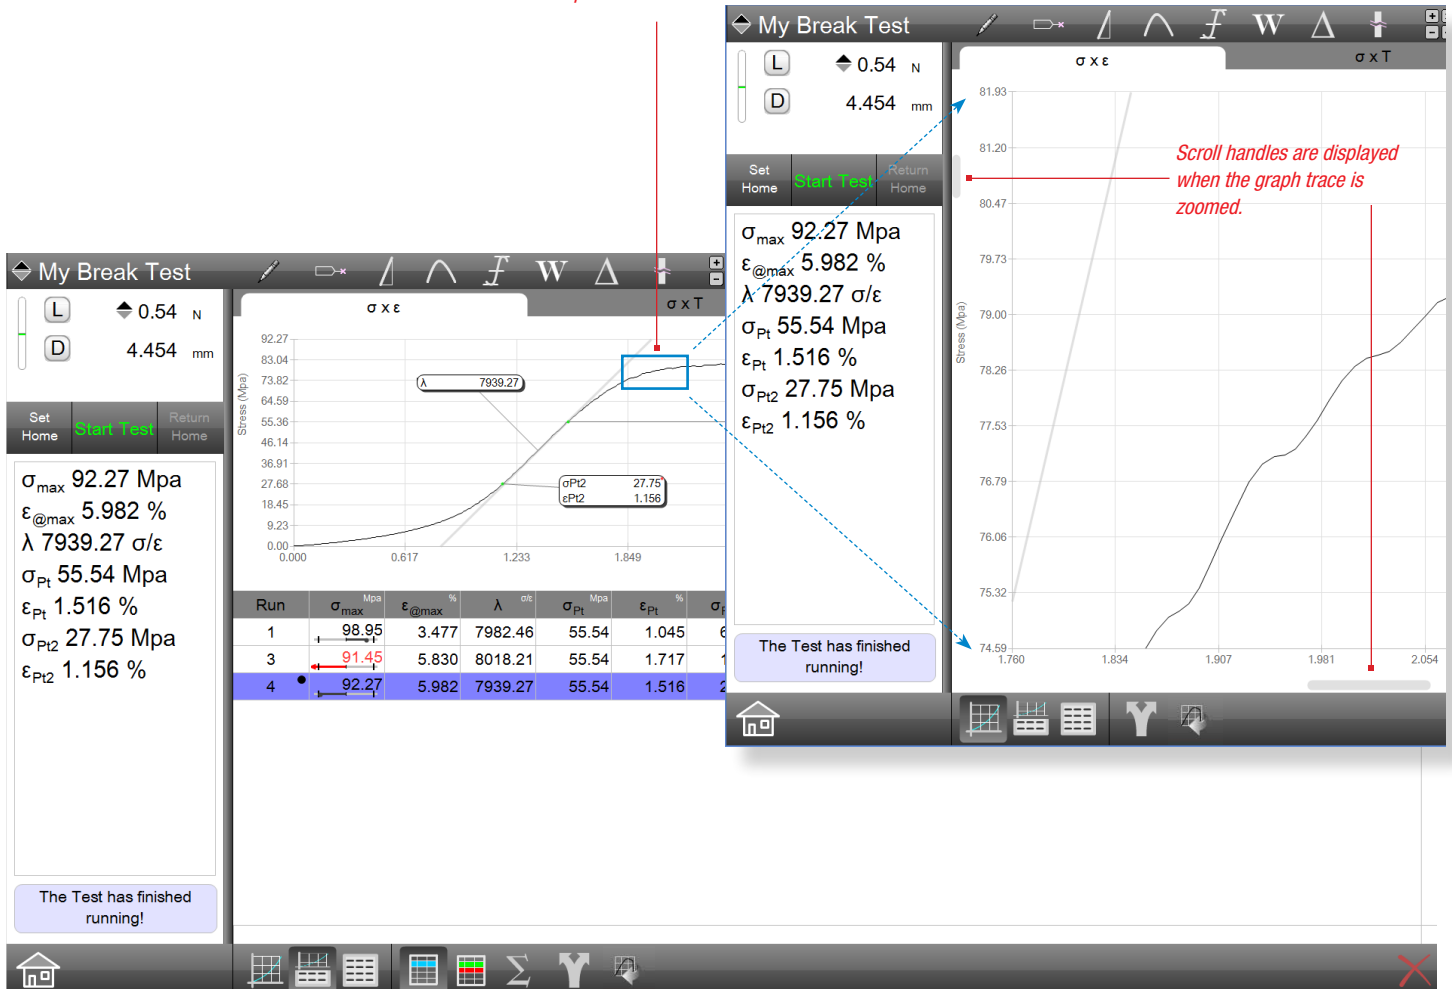 My Break Test
L 0.54 N
D 4.454 mm
Set Home
Start Test
Return Home
σmax 92.27 Mpa
ε@max 5.982 %
λ 7939.27 σ/ε
σPt 55.54 Mpa
εPt 1.516 %
σPt2 27.75 Mpa
εPt2 1.156 %
The Test has finished
running!
W
σ x ε
σ x T
81.93
81.20
80.47
79.73
79.00
78.26
77.53
76.79
76.06
75.32
74.59
Stress (Mpa)
1.760 1.834 1.907 1.981 2.054
Scroll handles are displayed
when the graph trace is
zoomed.
My Break Test
L 0.54 N
D 4.454 mm
Set Home
Start Test
Return Home
σmax 92.27 Mpa
ε@max 5.982 %
λ 7939.27 σ/ε
σPt 55.54 Mpa
εPt 1.516 %
σPt2 27.75 Mpa
εPt2 1.156 %
The Test has finished
running!
W
σ x ε
σ x T
92.27
83.04
73.82
64.59
55.36
46.14
36.91
27.68
18.45
9.23
0.00
Stress (Mpa)
0.000 0.617 1.233 1.849
λ 7939.27
σPt2 27.75
εPt2 1.156
Run σmax Mpa ε@max % λ σ/ε σPt Mpa εPt %
1 98.95 3.477 7982.46 55.54 1.045
3 91.45 5.830 8018.21 55.54 1.717
4 92.27 5.982 7939.27 55.54 1.516
Σ